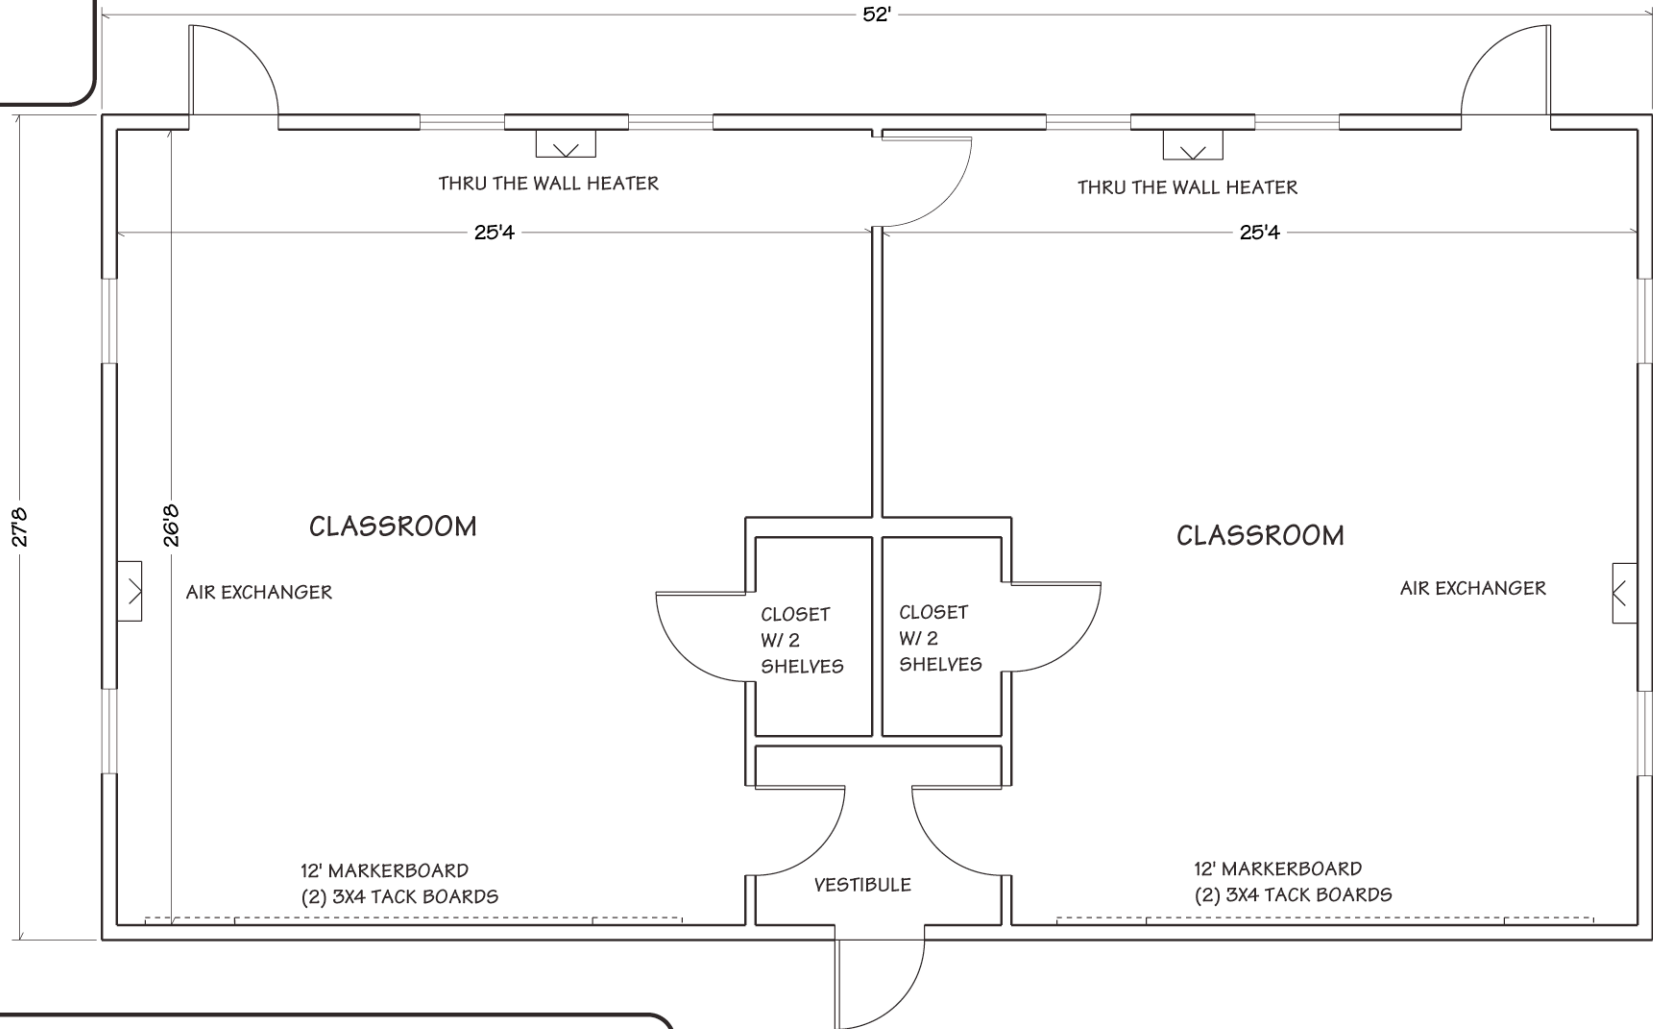 52'
THRU THE WALL HEATER
THRU THE WALL HEATER
25'4
25'4
27'8
26'8
CLASSROOM
CLASSROOM
AIR EXCHANGER
AIR EXCHANGER
CLOSET
W/ 2
SHELVES
CLOSET
W/ 2
SHELVES
12' MARKERBOARD
(2) 3X4 TACK BOARDS
VESTIBULE
12' MARKERBOARD
(2) 3X4 TACK BOARDS